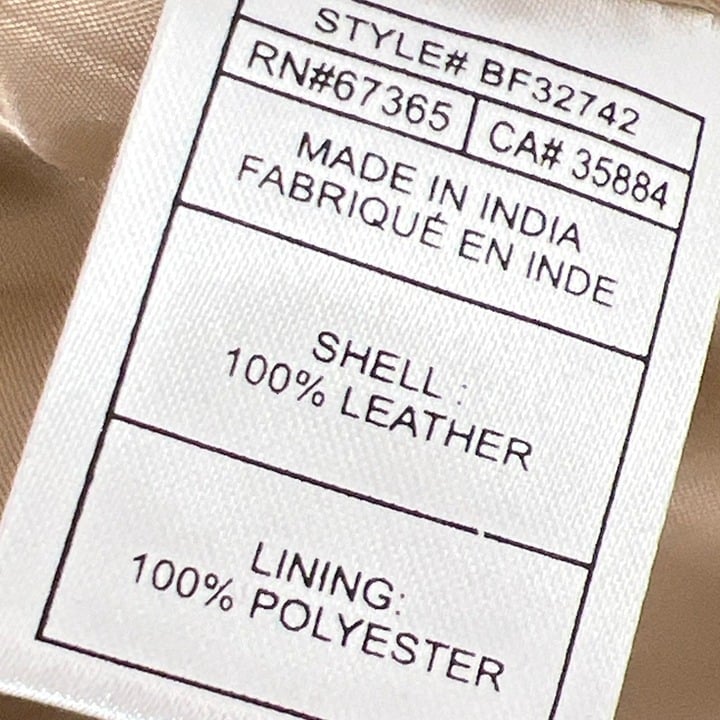 STYLE# BF32742
RN#67365 CA# 35884
MADE IN INDIA
FABRIQUÉ EN INDE
SHELL :
100% LEATHER
LINING:
100% POLYESTER